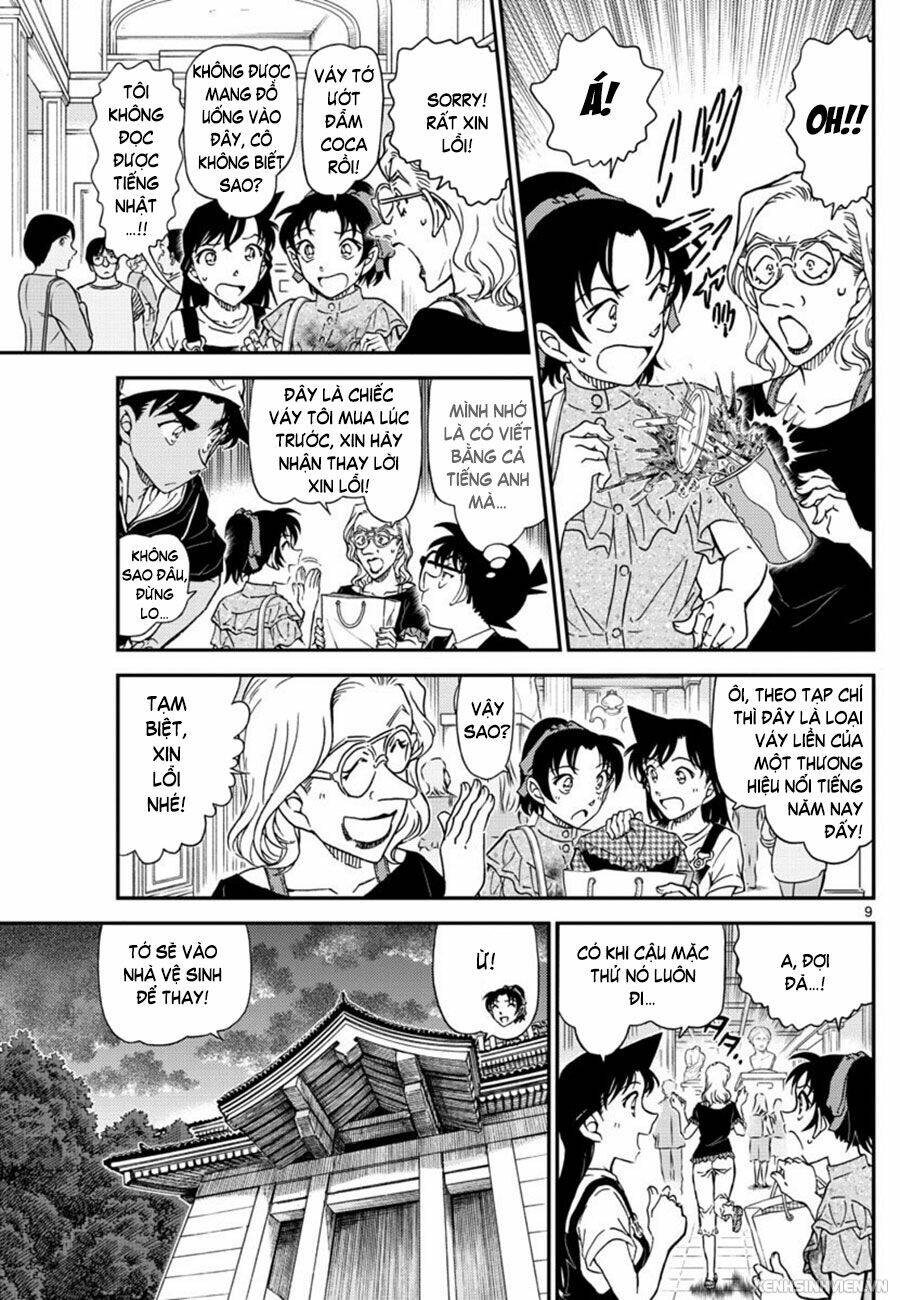 OH!!
Á!
SORRY!
RẤT XIN
LỖI!
VÁY TỚ
ƯỚT
ĐẪM
COCA
RỒI!
KHÔNG ĐƯỢC
MANG ĐỒ
UỐNG VÀO
ĐÂY, CÔ
KHÔNG BIẾT
SAO?
TÔI
KHÔNG
ĐỌC
ĐƯỢC
TIẾNG
NHẬT
...!!
MÌNH NHỚ
LÀ CÓ VIẾT
BẰNG CẢ
TIẾNG ANH
MÀ...
ĐÂY LÀ CHIẾC
VÁY TÔI MUA LÚC
TRƯỚC, XIN HÃY
NHẬN THAY LỜI
XIN LỖI!
KHÔNG
SAO ĐÂU,
ĐỪNG
LO...
ÔI, THEO TẠP CHÍ
THÌ ĐÂY LÀ LOẠI
VÁY LIỀN CỦA
MỘT THƯƠNG
HIỆU NỔI TIẾNG
NĂM NAY
ĐẤY!
VẬY
SAO?
TẠM
BIỆT,
XIN
LỖI
NHÉ!
9
A, ĐỢI
ĐÃ...!
CÓ KHI CẬU MẶC
THỬ NÓ LUÔN
ĐI...
Ừ!
TỚ SẼ VÀO
NHÀ VỆ SINH
ĐỂ THAY!
KENHSINHVIEN.VN